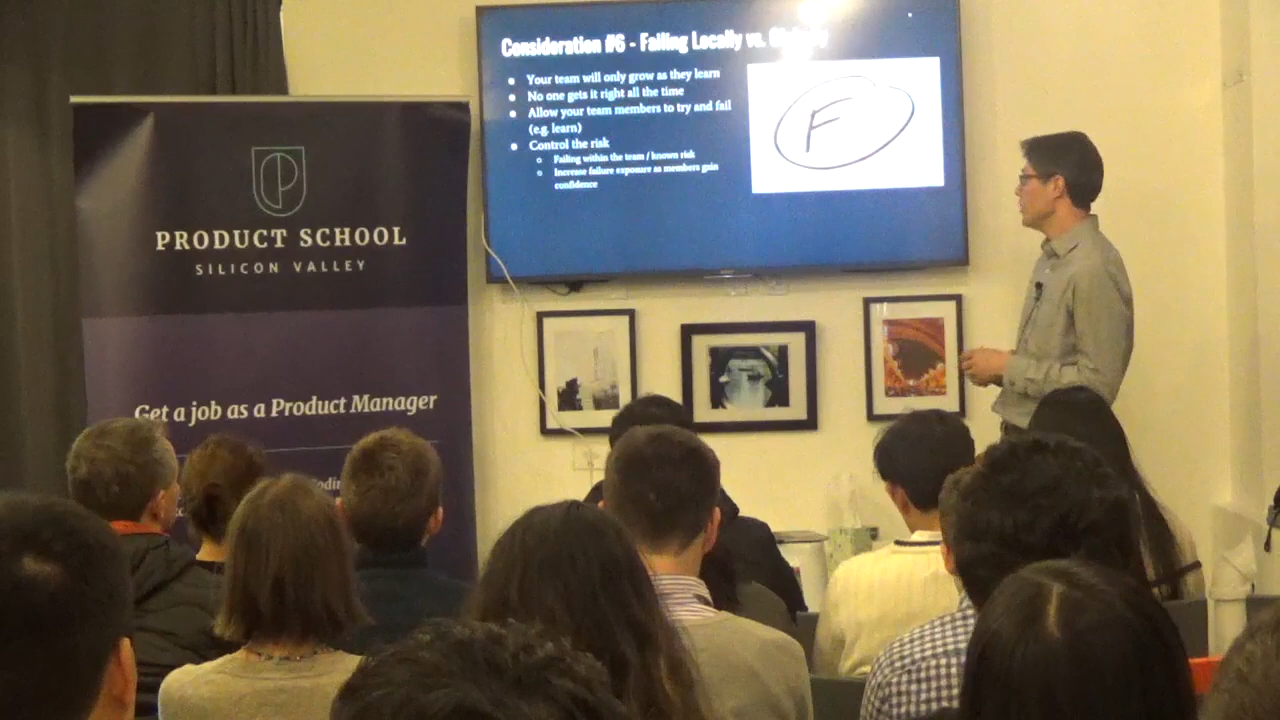 Consideration #6 - Failing Locally vs.
Your team will only grow as they learn
No one gets it right all the time
Allow your team members to try and fail
(e.g. learn)
Control the risk
Failing within the team / known risk
Increase failure exposure as members gain
confidence
F
PRODUCT SCHOOL
SILICON VALLEY
Get a job as a Product Manager